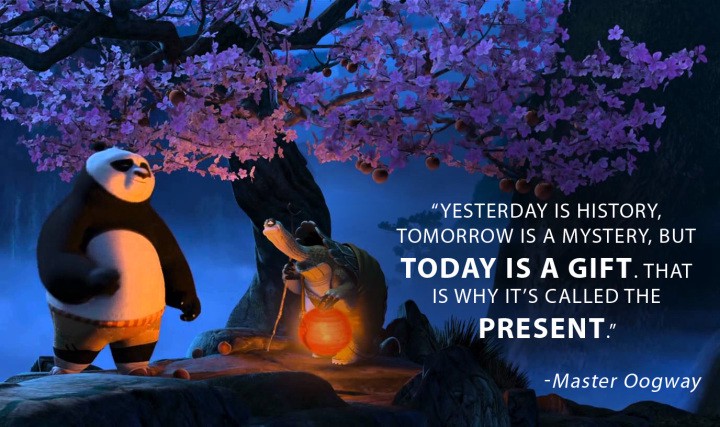 “YESTERDAY IS HISTORY,
TOMORROW IS A MYSTERY, BUT
TODAY IS A GIFT. THAT
IS WHY IT’S CALLED THE
PRESENT.”
-Master Oogway